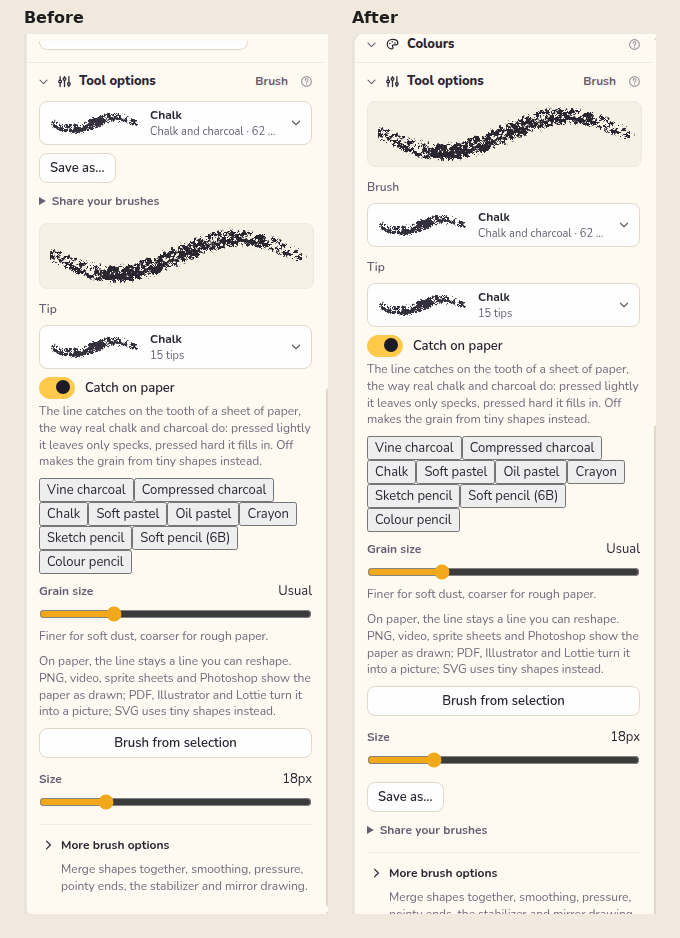 Before
Tool options
Brush
Chalk
Chalk and charcoal · 62 ...
Save as...
Share your brushes
Tip
Chalk
15 tips
Catch on paper
The line catches on the tooth of a sheet of paper,
the way real chalk and charcoal do: pressed lightly
it leaves only specks, pressed hard it fills in. Off
makes the grain from tiny shapes instead.
Vine charcoal
Compressed charcoal
Chalk
Soft pastel
Oil pastel
Crayon
Sketch pencil
Soft pencil (6B)
Colour pencil
Grain size
Usual
Finer for soft dust, coarser for rough paper.
On paper, the line stays a line you can reshape.
PNG, video, sprite sheets and Photoshop show the
paper as drawn; PDF, Illustrator and Lottie turn it
into a picture; SVG uses tiny shapes instead.
Brush from selection
Size
18px
More brush options
Merge shapes together, smoothing, pressure,
pointy ends, the stabilizer and mirror drawing.
After
Colours
Tool options
Brush
Brush
Chalk
Chalk and charcoal · 62 ...
Tip
Chalk
15 tips
Catch on paper
The line catches on the tooth of a sheet of paper,
the way real chalk and charcoal do: pressed lightly
it leaves only specks, pressed hard it fills in. Off
makes the grain from tiny shapes instead.
Vine charcoal
Compressed charcoal
Chalk
Soft pastel
Oil pastel
Crayon
Sketch pencil
Soft pencil (6B)
Colour pencil
Grain size
Usual
Finer for soft dust, coarser for rough paper.
On paper, the line stays a line you can reshape.
PNG, video, sprite sheets and Photoshop show the
paper as drawn; PDF, Illustrator and Lottie turn it
into a picture; SVG uses tiny shapes instead.
Brush from selection
Size
18px
Save as...
Share your brushes
More brush options
Merge shapes together, smoothing, pressure,
pointy ends, the stabilizer and mirror drawing.